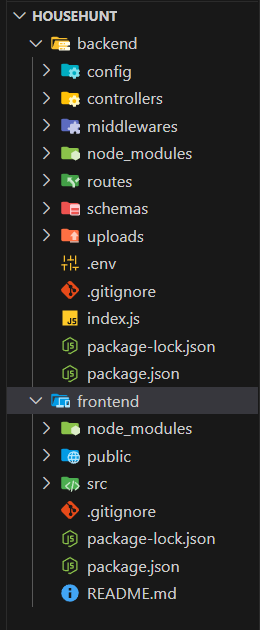 HOUSEHUNT
backend
config
controllers
middlewares
node_modules
routes
schemas
uploads
.env
.gitignore
index.js
package-lock.json
package.json
frontend
node_modules
public
src
.gitignore
package-lock.json
package.json
README.md